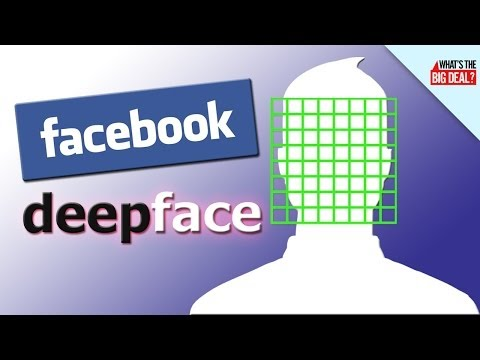 WHAT'S THE
BIG DEAL?
facebook
deepface